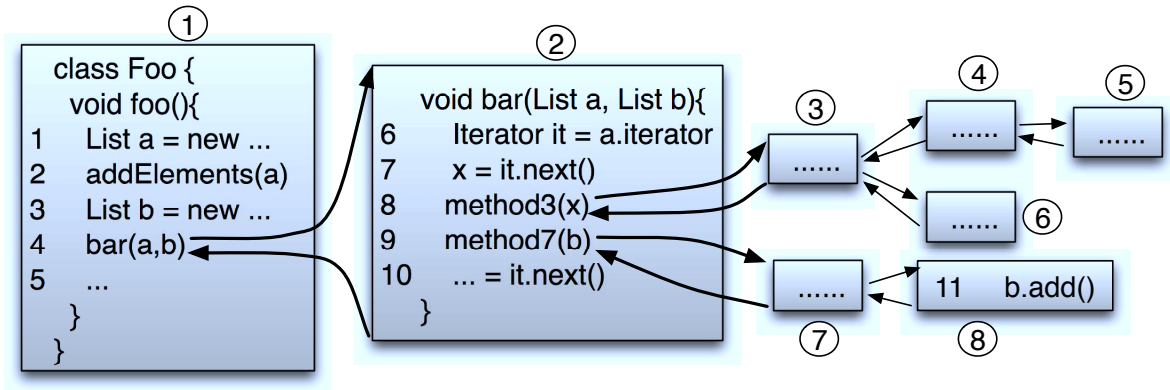 1
class Foo {
void foo(){
1 List a = new ...
2 addElements(a)
3 List b = new ...
4 bar(a,b)
5 ...
}
}
2
void bar(List a, List b){
6 Iterator it = a.iterator
7 x = it.next()
8 method3(x)
9 method7(b)
10 ... = it.next()
}
3
......
4
......
5
......
......
6
......
7
11 b.add()
8